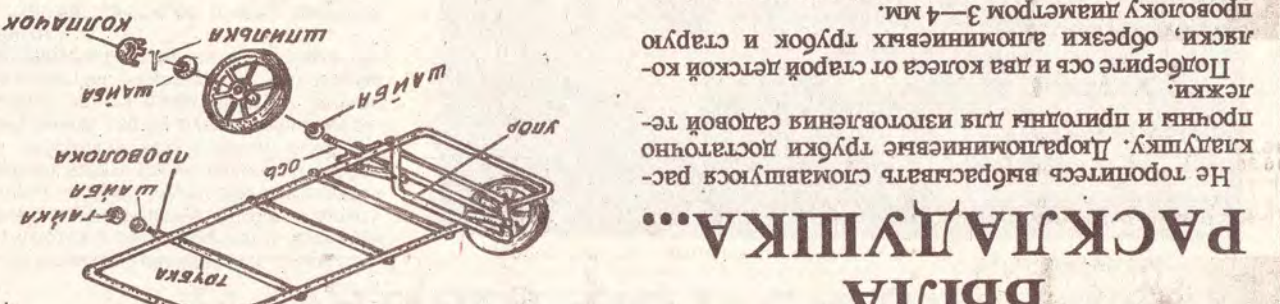 БЫЛА
РАСКЛАДУШКА...
Не торопитесь выбрасывать сломавшуюся рас-
кладушку. Дюралюминиевые трубки достаточно
прочны и пригодны для изготовления садовой те-
лежки.
Подберите ось и два колеса от старой детской ко-
ляски, обрезки алюминиевых трубок и старую
проволоку диаметром 3—4 мм.
ТРУБКА
ГАЙКА
ШАЙБА
ПРОВОЛОКА
УПОР
ОСЬ
ШАЙБА
ШАЙБА
ШПИЛЬКА
КОЛПАЧОК